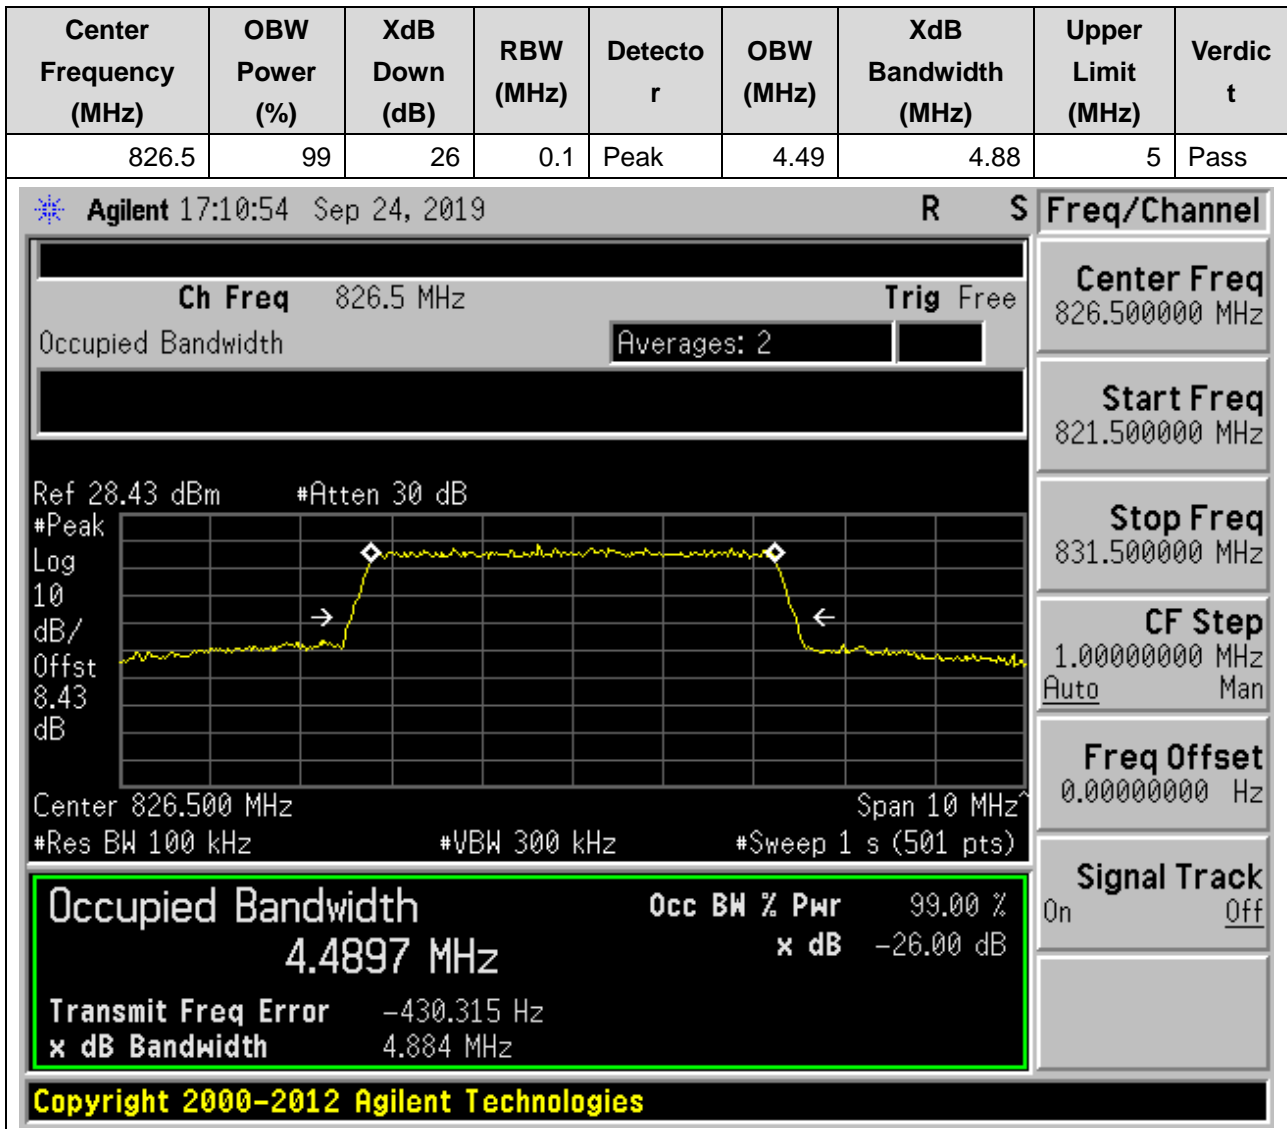 Center Frequency (MHz) OBW Power (%) XdB Down (dB) RBW (MHz) Detecto r OBW (MHz) XdB Bandwidth (MHz) Upper Limit (MHz) Verdic t
826.5 99 26 0.1 Peak 4.49 4.88 5 Pass
Agilent 17:10:54 Sep 24, 2019 R S
Freq/Channel
Ch Freq 826.5 MHz Trig Free
Occupied Bandwidth Averages: 2
Ref 28.43 dBm #Atten 30 dB
#Peak
Log
10
dB/
Offst
8.43
dB
Center 826.500 MHz Span 10 MHz^
#Res BW 100 kHz #VBW 300 kHz #Sweep 1 s (501 pts)
Occupied Bandwidth Occ BW % Pwr 99.00 %
4.4897 MHz x dB -26.00 dB
Transmit Freq Error -430.315 Hz
x dB Bandwidth 4.884 MHz
Center Freq
826.500000 MHz
Start Freq
821.500000 MHz
Stop Freq
831.500000 MHz
CF Step
1.00000000 MHz
Auto Man
Freq Offset
0.00000000 Hz
Signal Track
On Off
Copyright 2000-2012 Agilent Technologies